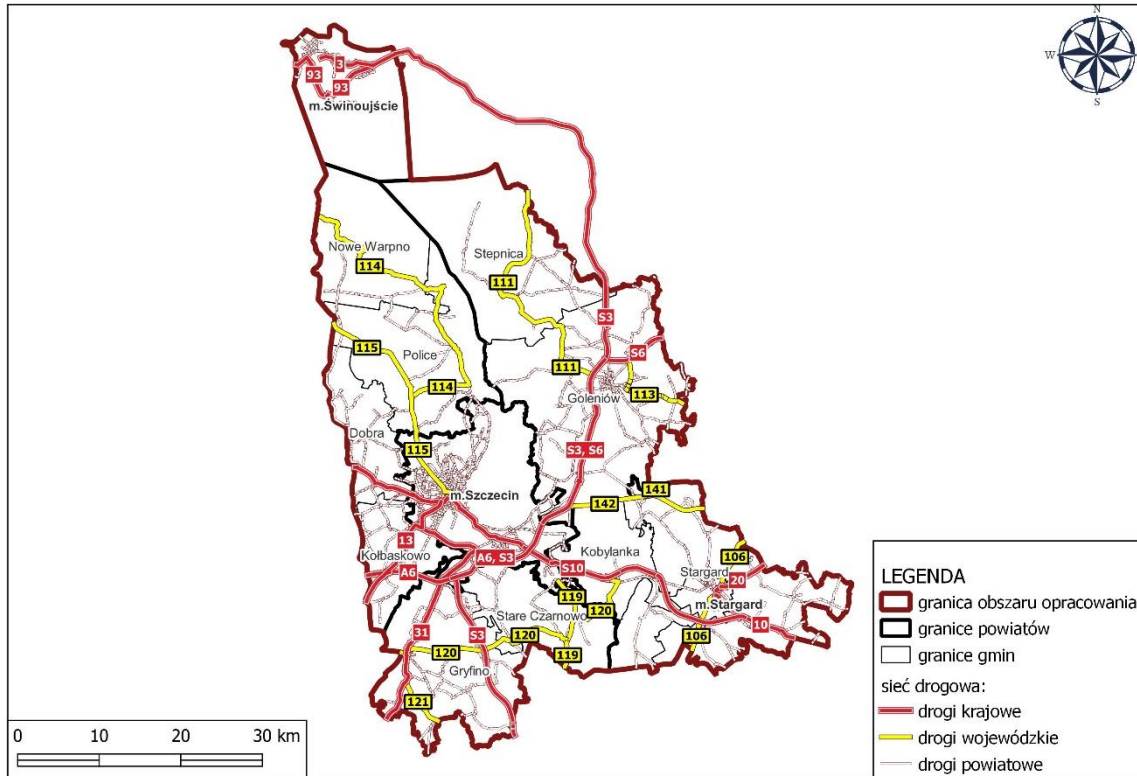 N
W
E
S
3
93
93
m.Świnoujście
Nowe Warpno
Stepnica
114
111
S3
115
Police
S6
111
114
113
Goleniów
Dobra
115
S3, S6
m.Szczecin
141
142
13
Kołbaskowo
A6, S3
Kobylanka
106
A6
S10
Stargard
20
119
120
m.Stargard
Stare Czarnowo
31
S3
120
10
120
106
119
Gryfino
121
LEGENDA
granica obszaru opracowania
granice powiatów
granice gmin
sieć drogowa:
drogi krajowe
drogi wojewódzkie
drogi powiatowe
0 10 20 30 km